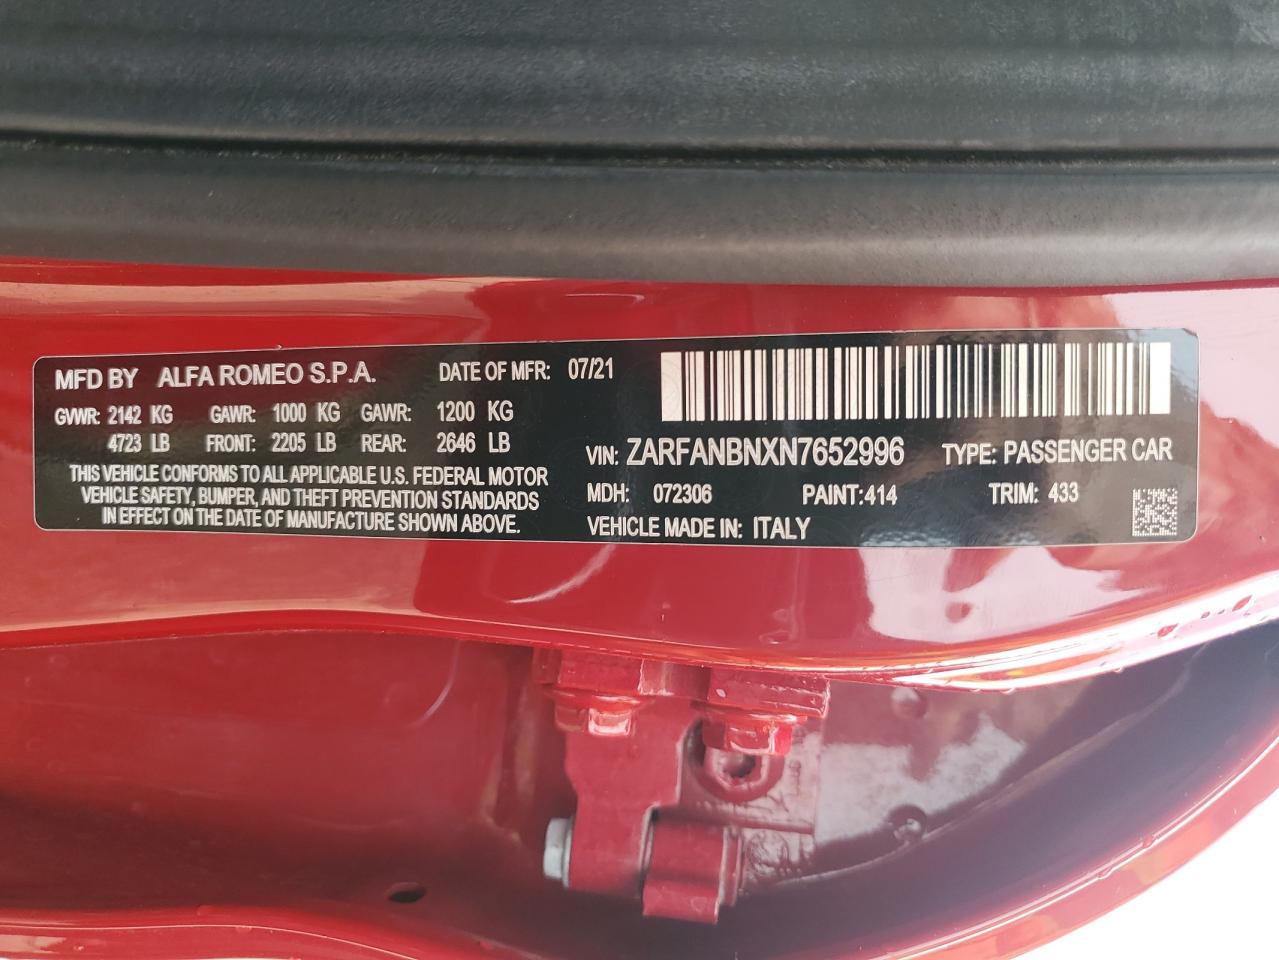 MFD BY ALFA ROMEO S.P.A. DATE OF MFR: 07/21
GVWR: 2142 KG GAWR: 1000 KG GAWR: 1200 KG
4723 LB FRONT: 2205 LB REAR: 2646 LB
THIS VEHICLE CONFORMS TO ALL APPLICABLE U.S. FEDERAL MOTOR
VEHICLE SAFETY, BUMPER, AND THEFT PREVENTION STANDARDS
IN EFFECT ON THE DATE OF MANUFACTURE SHOWN ABOVE.
VIN: ZARFANBNXN7652996 TYPE: PASSENGER CAR
MDH: 072306 PAINT:414 TRIM: 433
VEHICLE MADE IN: ITALY